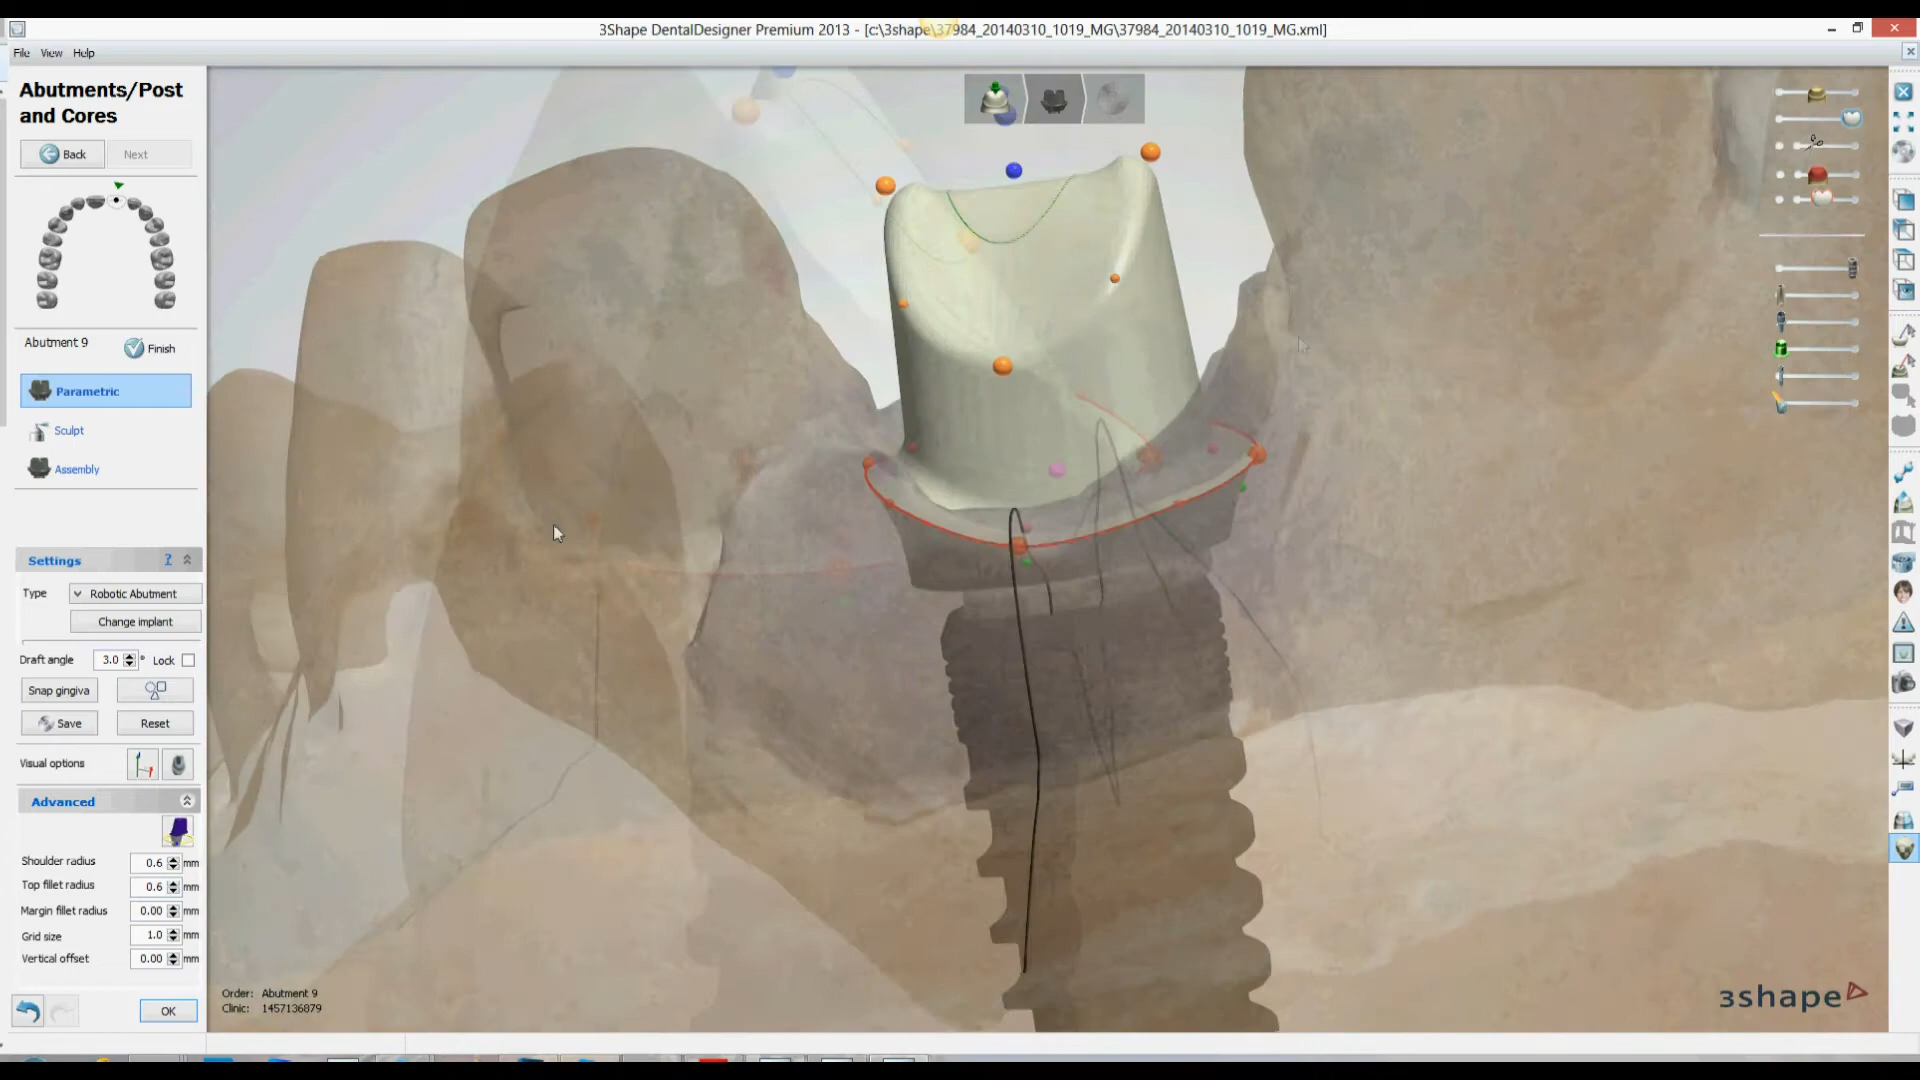 3Shape DentalDesigner Premium 2013 - [c:\3shape\37984_20140310_1019_MG\37984_20140310_1019_MG.xml]
File View Help
Abutments/Post
and Cores
Back Next
Abutment 9 Finish
Parametric
Sculpt
Assembly
Settings ?
Type Robotic Abutment
Change implant
Draft angle 3.0 ° Lock
Snap gingiva
Save Reset
Visual options
Advanced
Shoulder radius 0.6 mm
Top fillet radius 0.6 mm
Margin fillet radius 0.00 mm
Grid size 1.0 mm
Vertical offset 0.00 mm
OK
Order: Abutment 9
Clinic: 1457136879
3shape